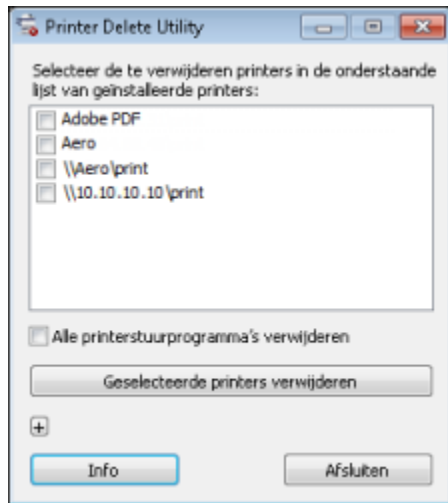 Printer Delete Utility
Selecteer de te verwijderen printers in de onderstaande
lijst van geïnstalleerde printers:
Adobe PDF
Aero
\\Aero\print
\\10.10.10.10\print
Alle printerstuurprogramma's verwijderen
Geselecteerde printers verwijderen
Info
Afsluiten